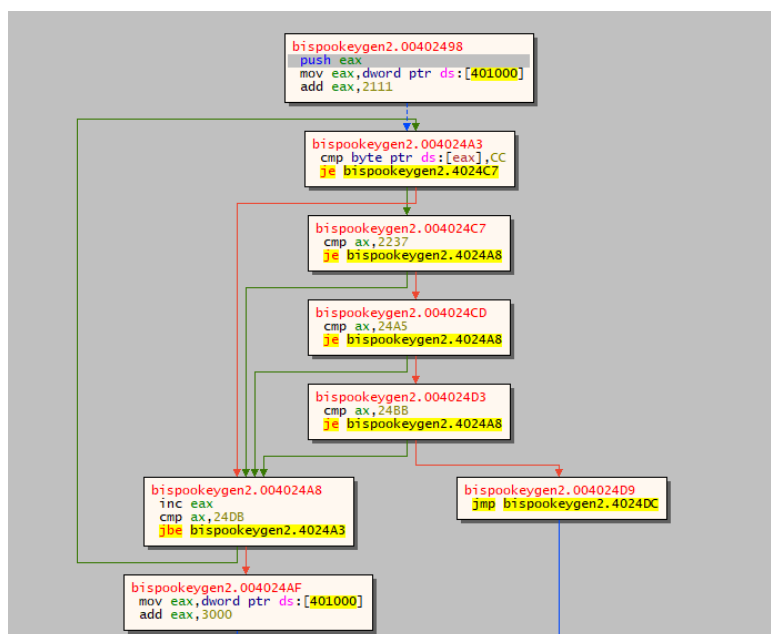 bispookeygen2.00402498
push eax
mov eax,dword ptr ds:[401000]
add eax,2111
bispookeygen2.004024A3
cmp byte ptr ds:[eax],CC
je bispookeygen2.4024C7
bispookeygen2.004024C7
cmp ax,2237
je bispookeygen2.4024A8
bispookeygen2.004024CD
cmp ax,24A5
je bispookeygen2.4024A8
bispookeygen2.004024D3
cmp ax,24BB
je bispookeygen2.4024A8
bispookeygen2.004024A8
inc eax
cmp ax,24DB
jbe bispookeygen2.4024A3
bispookeygen2.004024D9
jmp bispookeygen2.4024DC
bispookeygen2.004024AF
mov eax,dword ptr ds:[401000]
add eax,3000